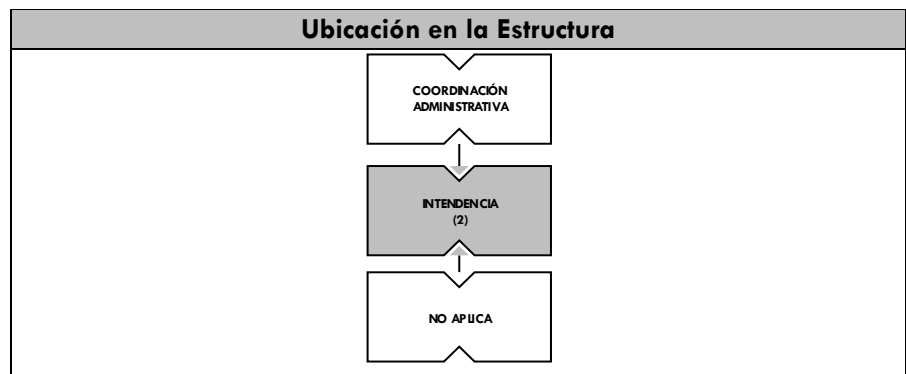 Ubicación en la Estructura
COORDINACIÓN
ADMINISTRATIVA
INTENDENCIA
(2)
NO APLICA